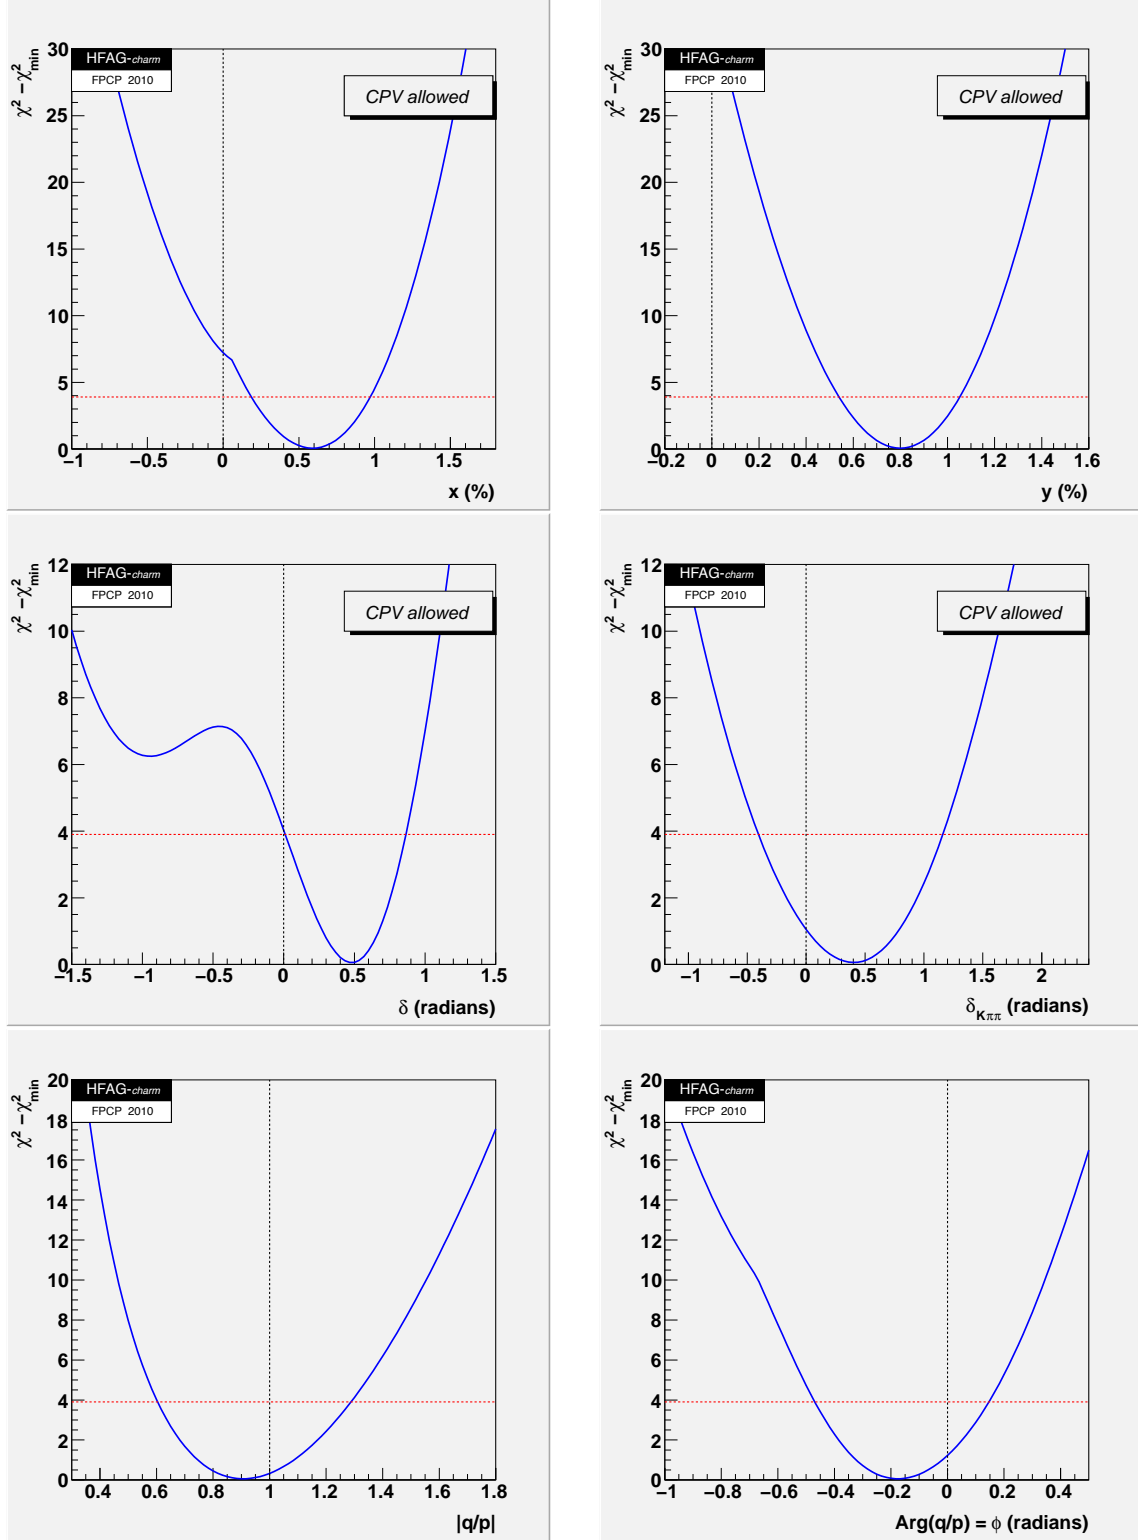 χ² – χ²min
30
25
20
15
10
5
0
HFAG-charm
FPCP 2010
CPV allowed
–1 –0.5 0 0.5 1 1.5
x (%)
χ² – χ²min
30
25
20
15
10
5
0
HFAG-charm
FPCP 2010
CPV allowed
–0.2 0 0.2 0.4 0.6 0.8 1 1.2 1.4 1.6
y (%)
χ² – χ²min
12
10
8
6
4
2
0
HFAG-charm
FPCP 2010
CPV allowed
–1.5 –1 –0.5 0 0.5 1 1.5
δ (radians)
χ² – χ²min
12
10
8
6
4
2
0
HFAG-charm
FPCP 2010
CPV allowed
–1 –0.5 0 0.5 1 1.5 2
δKππ (radians)
χ² – χ²min
20
18
16
14
12
10
8
6
4
2
0
HFAG-charm
FPCP 2010
0.4 0.6 0.8 1 1.2 1.4 1.6 1.8
|q/p|
χ² – χ²min
20
18
16
14
12
10
8
6
4
2
0
HFAG-charm
FPCP 2010
–1 –0.8 –0.6 –0.4 –0.2 0 0.2 0.4
Arg(q/p) = ϕ (radians)